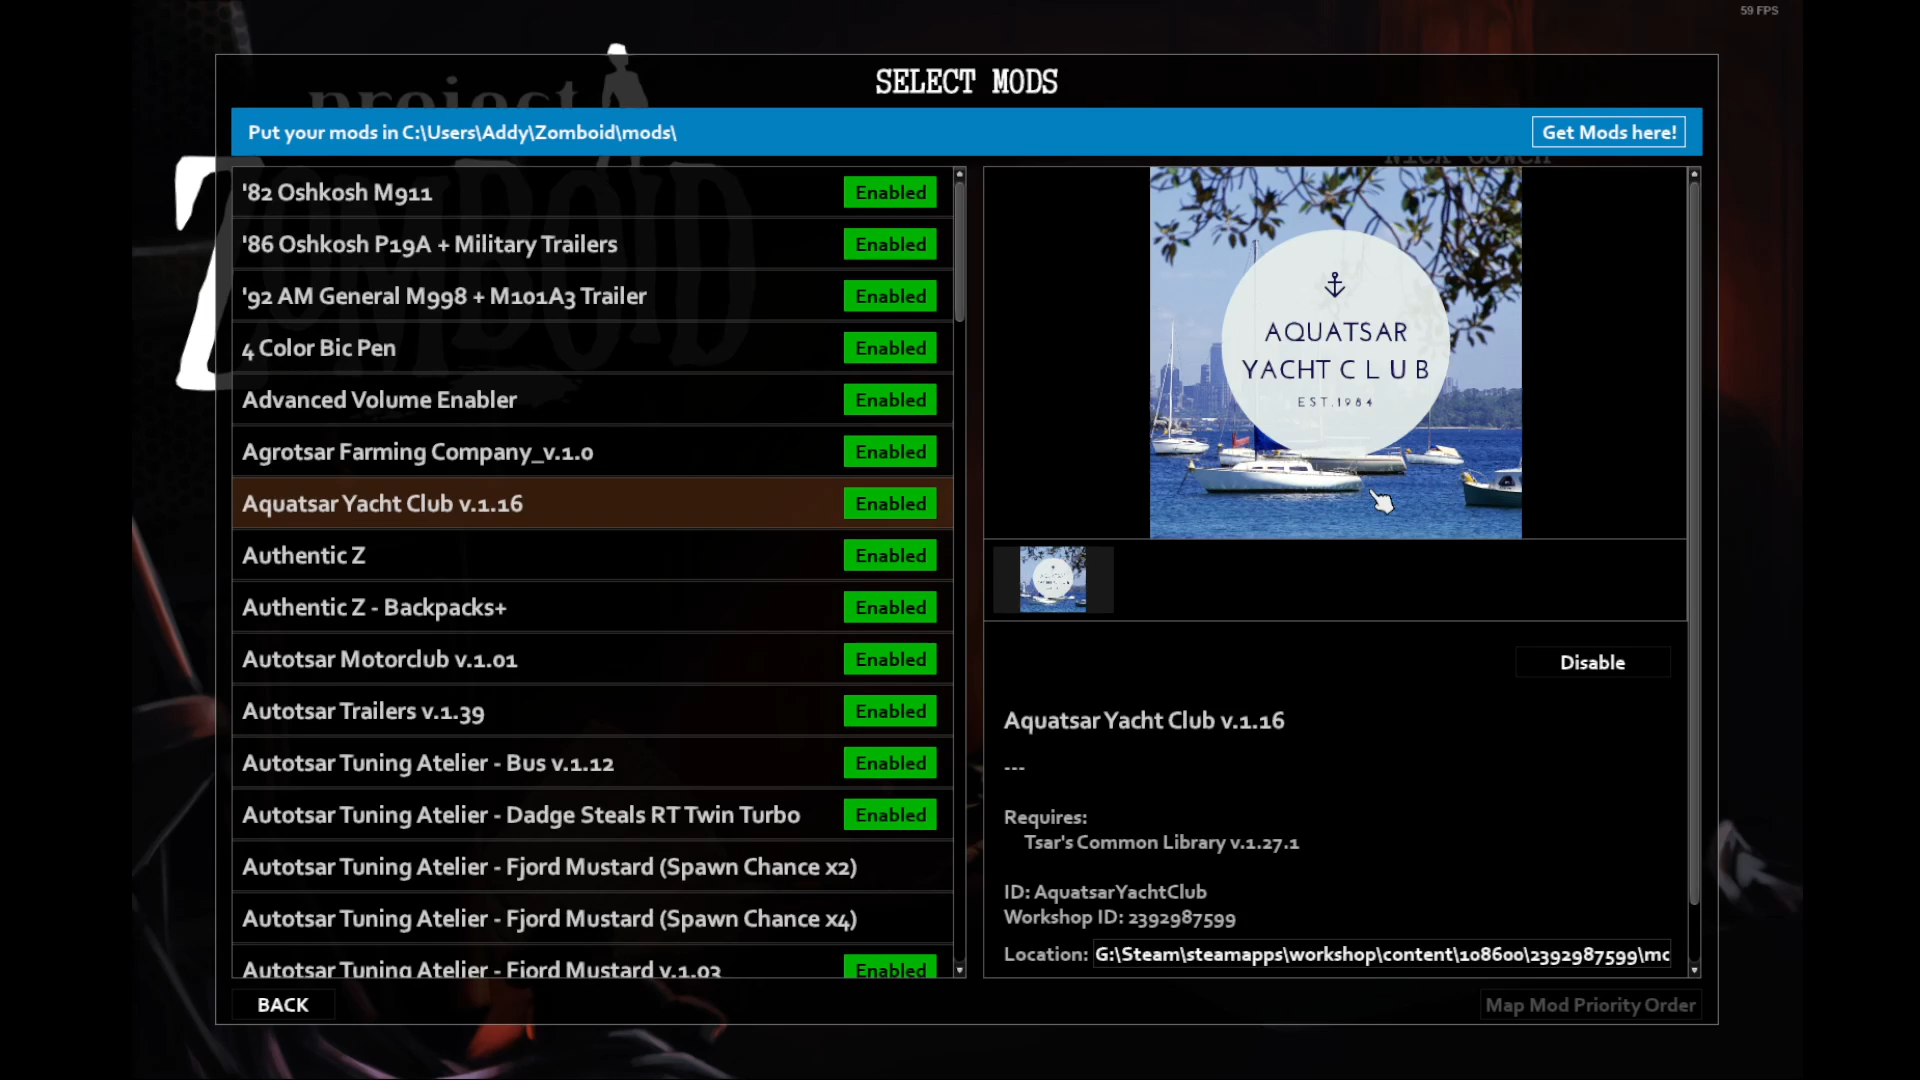 59 FPS
project
ZOMBOID
SELECT MODS
Put your mods in C:\Users\Addy\Zomboid\mods\
Get Mods here!
'82 Oshkosh M911 Enabled
'86 Oshkosh P19A + Military Trailers Enabled
'92 AM General M998 + M101A3 Trailer Enabled
4 Color Bic Pen Enabled
Advanced Volume Enabler Enabled
Agrotsar Farming Company_v.1.0 Enabled
Aquatsar Yacht Club v.1.16 Enabled
Authentic Z Enabled
Authentic Z - Backpacks+ Enabled
Autotsar Motorclub v.1.01 Enabled
Autotsar Trailers v.1.39 Enabled
Autotsar Tuning Atelier - Bus v.1.12 Enabled
Autotsar Tuning Atelier - Dadge Steals RT Twin Turbo Enabled
Autotsar Tuning Atelier - Fjord Mustard (Spawn Chance x2)
Autotsar Tuning Atelier - Fjord Mustard (Spawn Chance x4)
Autotsar Tuning Atelier - Fjord Mustard v.1.03 Enabled
BACK
AQUATSAR
YACHT CLUB
EST.1984
Disable
Aquatsar Yacht Club v.1.16
---
Requires:
Tsar's Common Library v.1.27.1
ID: AquatsarYachtClub
Workshop ID: 2392987599
Location: G:\Steam\steamapps\workshop\content\108600\2392987599\mo
Map Mod Priority Order